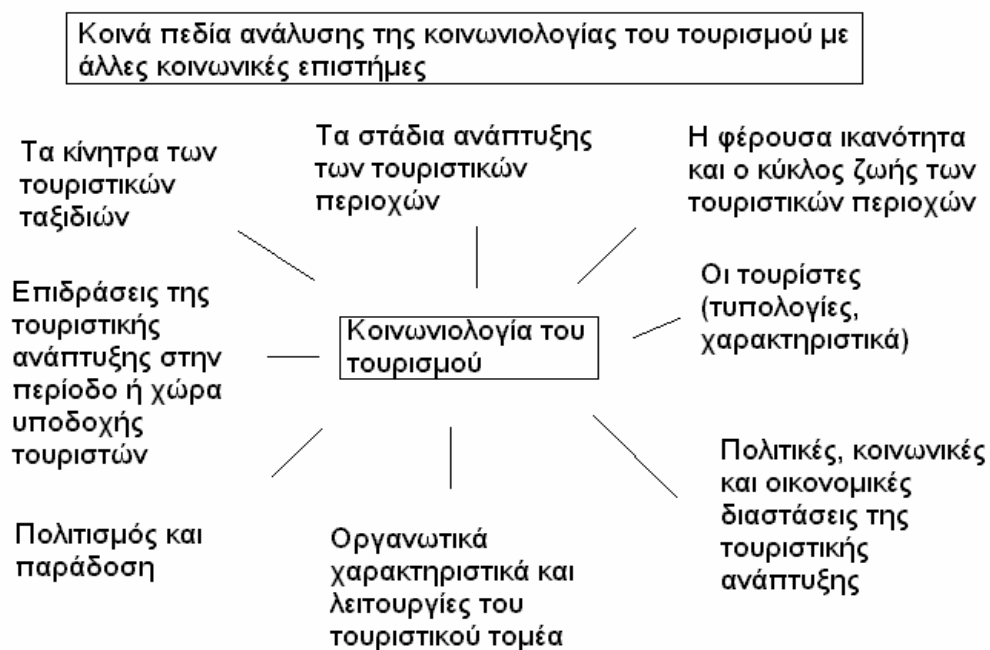 Κοινά πεδία ανάλυσης της κοινωνιολογίας του τουρισμού με
άλλες κοινωνικές επιστήμες
Τα κίνητρα των
τουριστικών
ταξιδιών
Τα στάδια ανάπτυξης
των τουριστικών
περιοχών
Η φέρουσα ικανότητα
και ο κύκλος ζωής των
τουριστικών περιοχών
Επιδράσεις της
τουριστικής
ανάπτυξης στην
περίοδο ή χώρα
υποδοχής
τουριστών
Κοινωνιολογία του
τουρισμού
Οι τουρίστες
(τυπολογίες,
χαρακτηριστικά)
Πολιτισμός και
παράδοση
Οργανωτικά
χαρακτηριστικά και
λειτουργίες του
τουριστικού τομέα
Πολιτικές, κοινωνικές
και οικονομικές
διαστάσεις της
τουριστικής
ανάπτυξης